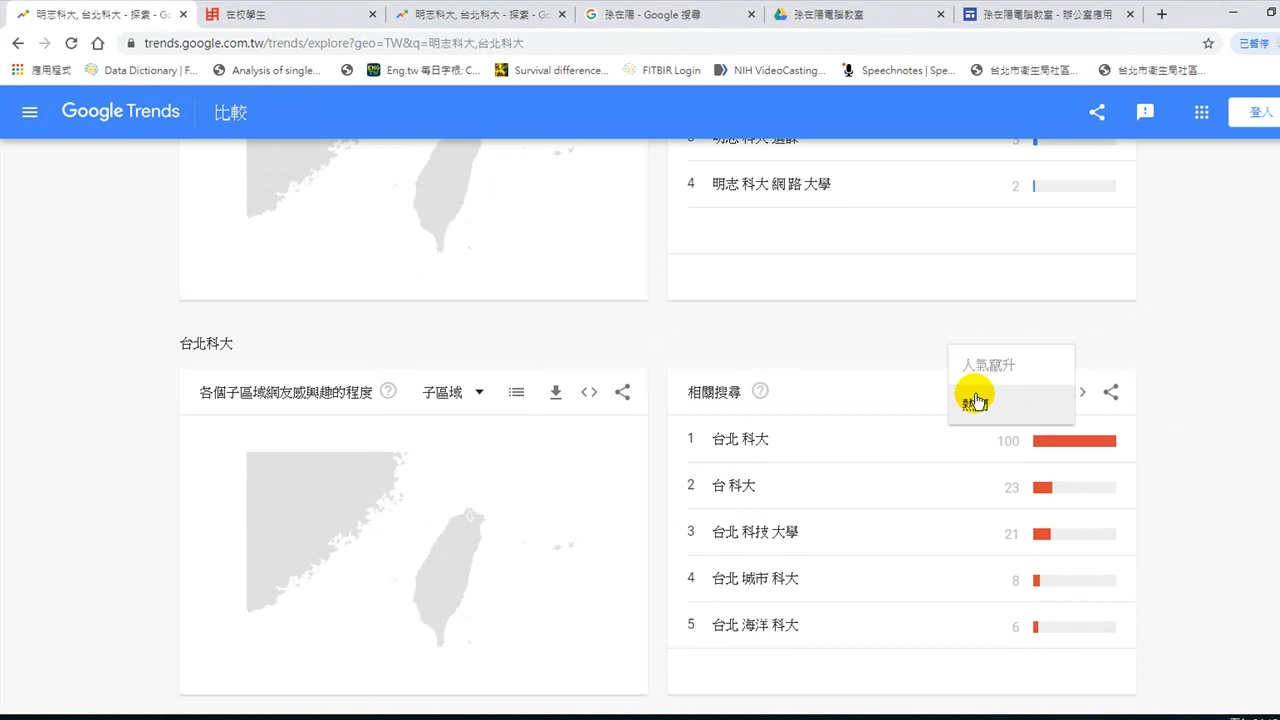 明志科大, 台北科大 - 探索 - Go
在校學生
明志科大, 台北科大 - 探索 - Go
孫在陽 - Google 搜尋
孫在陽電腦教室
孫在陽電腦教室 - 辦公室應用
trends.google.com.tw/trends/explore?geo=TW&q=明志科大,台北科大
已暫停
應用程式
Data Dictionary | F...
Analysis of single...
Eng.tw 每日字根: C...
Survival difference...
FITBIR Login
NIH VideoCasting...
Speechnotes | Spe...
台北市衛生局社區...
台北市衛生局社區...
Google Trends
比較
登入
4 明志 科大 網 路 大學 2
台北科大
各個子區域網友感興趣的程度
子區域
相關搜尋
人氣竄升
1 台北 科大 100
2 台 科大 23
3 台北 科技 大學 21
4 台北 城市 科大 8
5 台北 海洋 科大 6